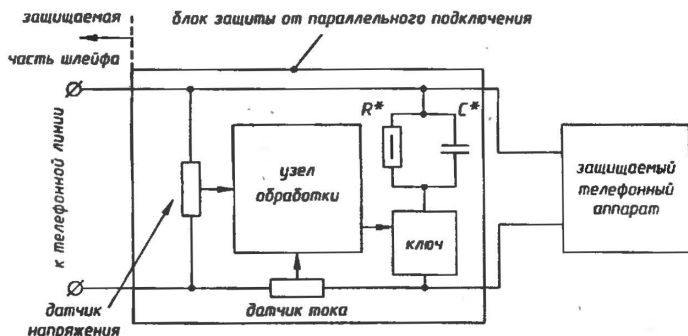 защищаемая
часть шлейфа
блок защиты от параллельного подключения
к телефонной линии
R*
C*
узел
обработки
ключ
защищаемый
телефонный
аппарат
датчик
напряжения
датчик тока